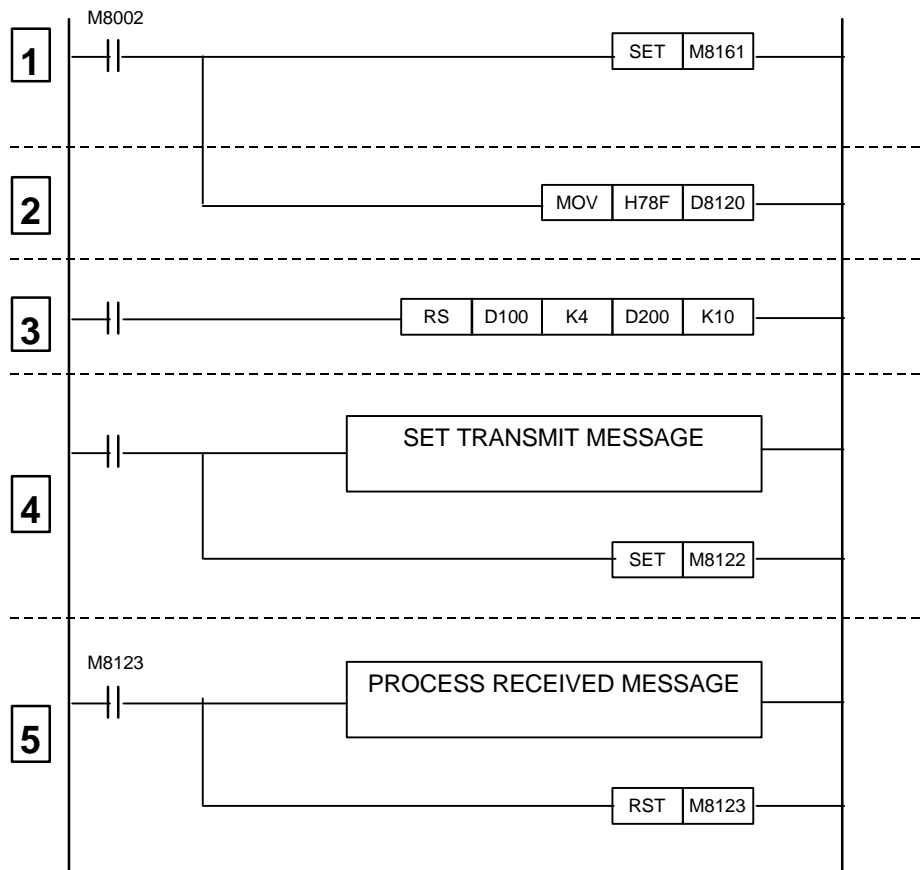 M8002
1
SET M8161
2
MOV H78F D8120
3
RS D100 K4 D200 K10
SET TRANSMIT MESSAGE
4
SET M8122
M8123
PROCESS RECEIVED MESSAGE
5
RST M8123